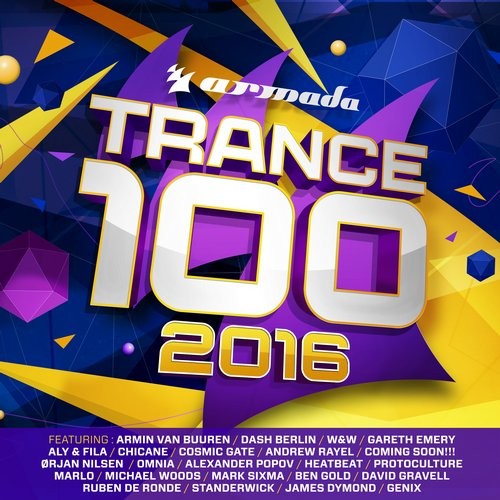 armada
TRANCE
100
2016
FEATURING : ARMIN VAN BUUREN / DASH BERLIN / W&W / GARETH EMERY
ALY & FILA / CHICANE / COSMIC GATE / ANDREW RAYEL / COMING SOON!!!
ØRJAN NILSEN / OMNIA / ALEXANDER POPOV / HEATBEAT / PROTOCULTURE
MARLO / MICHAEL WOODS / MARK SIXMA / BEN GOLD / DAVID GRAVELL
RUBEN DE RONDE / STANDERWICK / JAMES DYMOND / GENIX